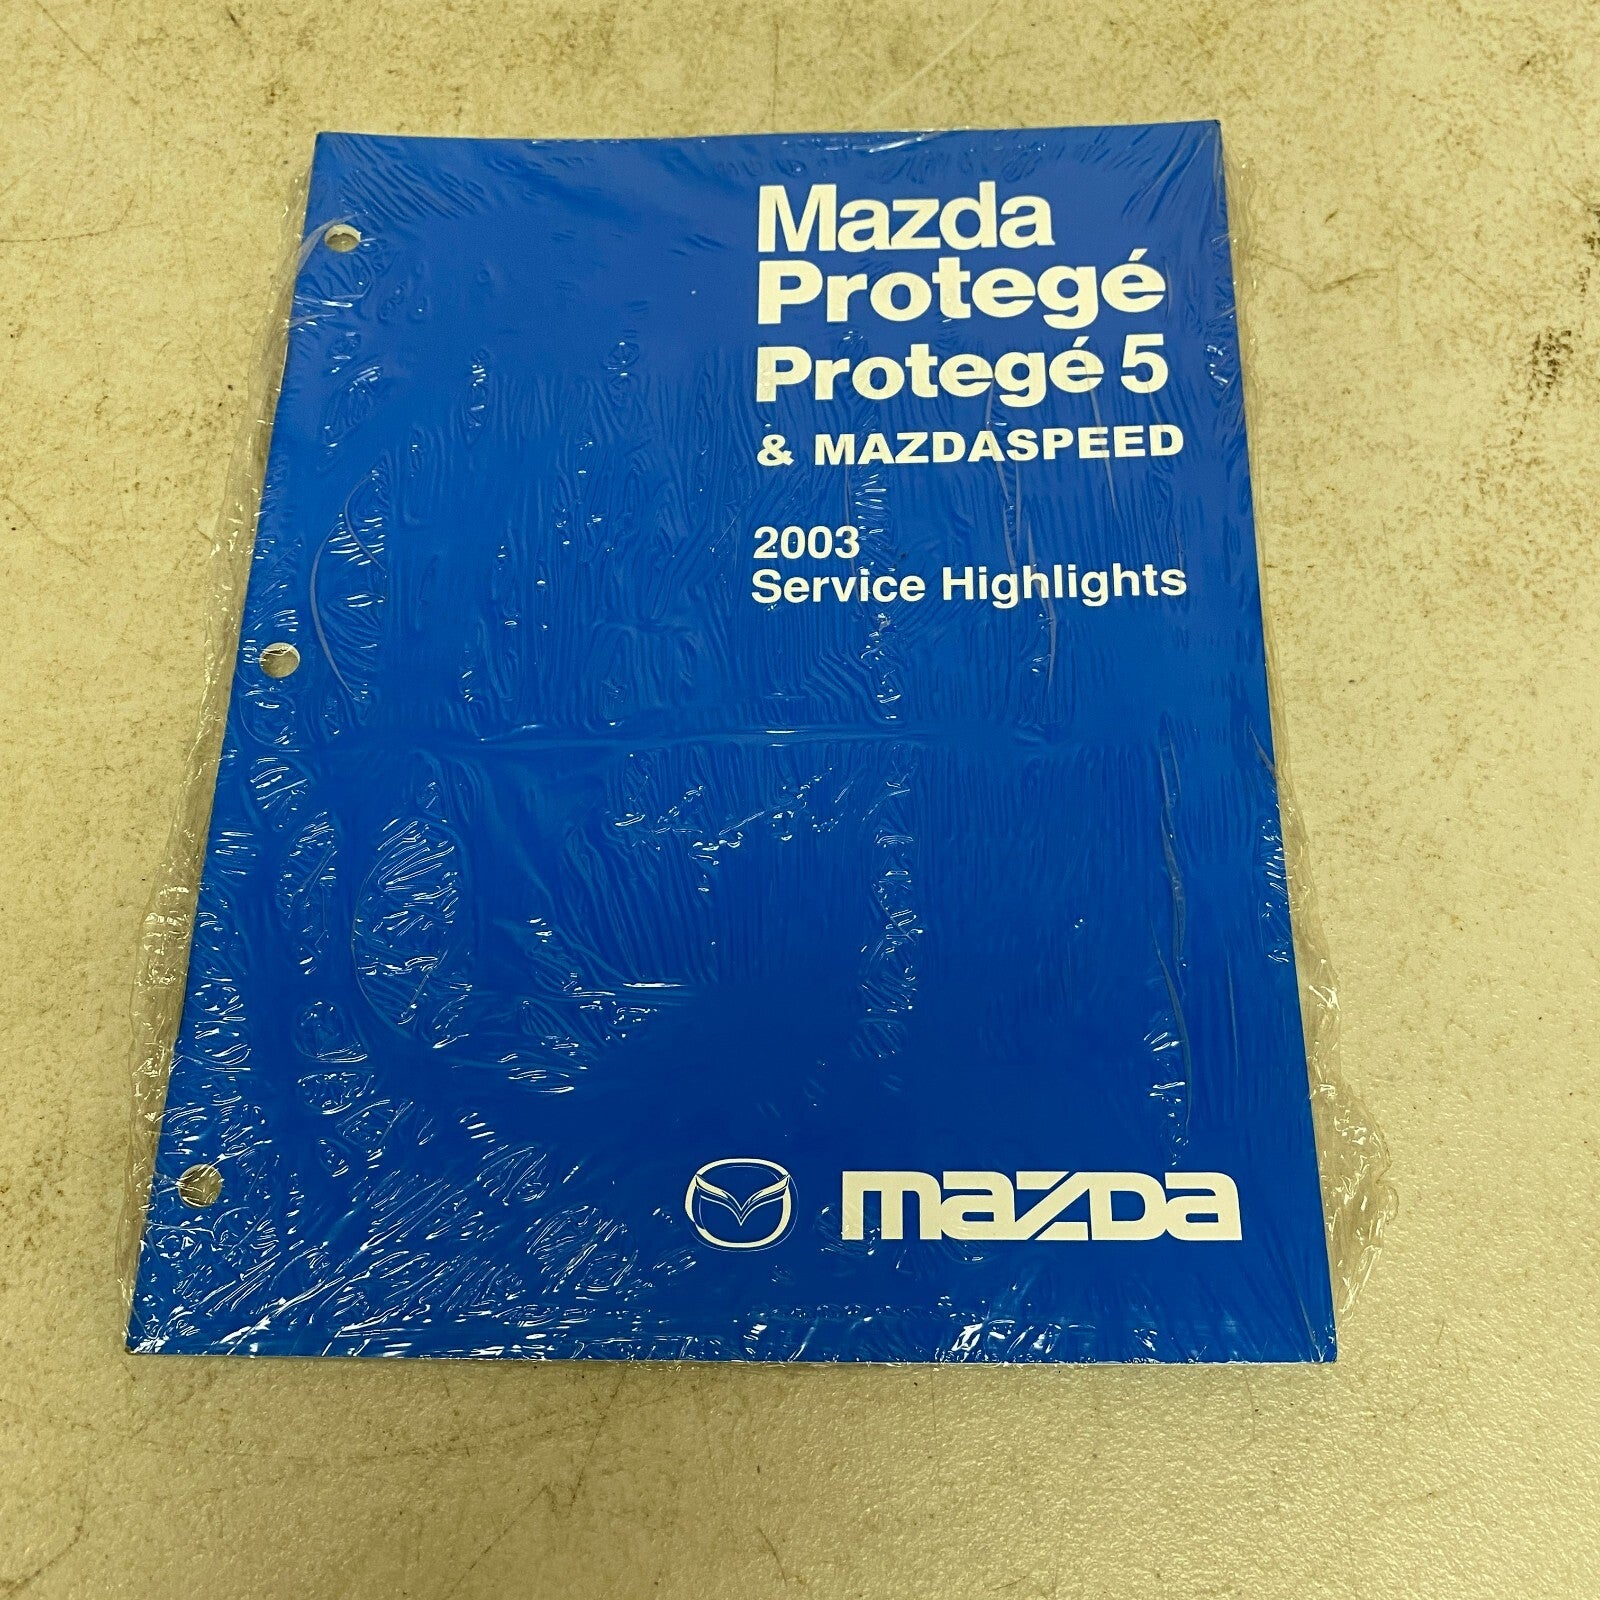 Mazda
Protegé
Protegé 5
& MAZDASPEED
2003
Service Highlights
mazda